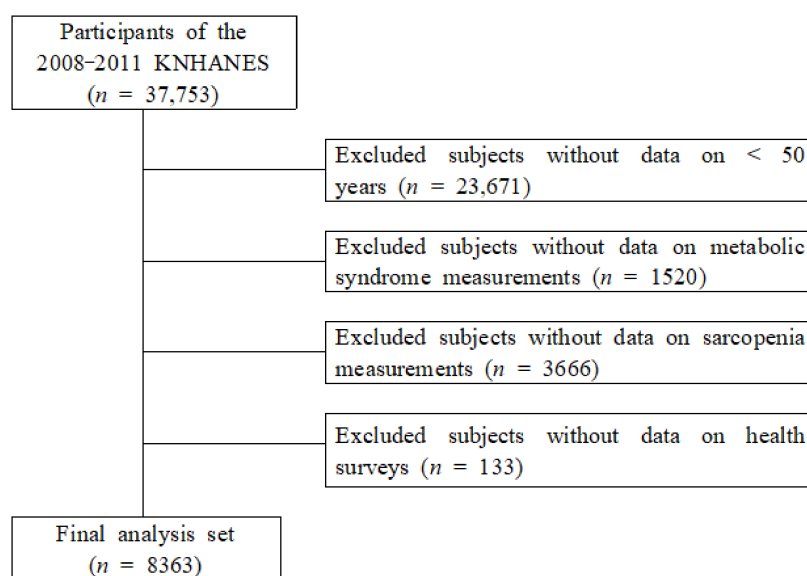 Participants of the
2008–2011 KNHANES
(n = 37,753)
Excluded subjects without data on < 50
years (n = 23,671)
Excluded subjects without data on metabolic
syndrome measurements (n = 1520)
Excluded subjects without data on sarcopenia
measurements (n = 3666)
Excluded subjects without data on health
surveys (n = 133)
Final analysis set
(n = 8363)